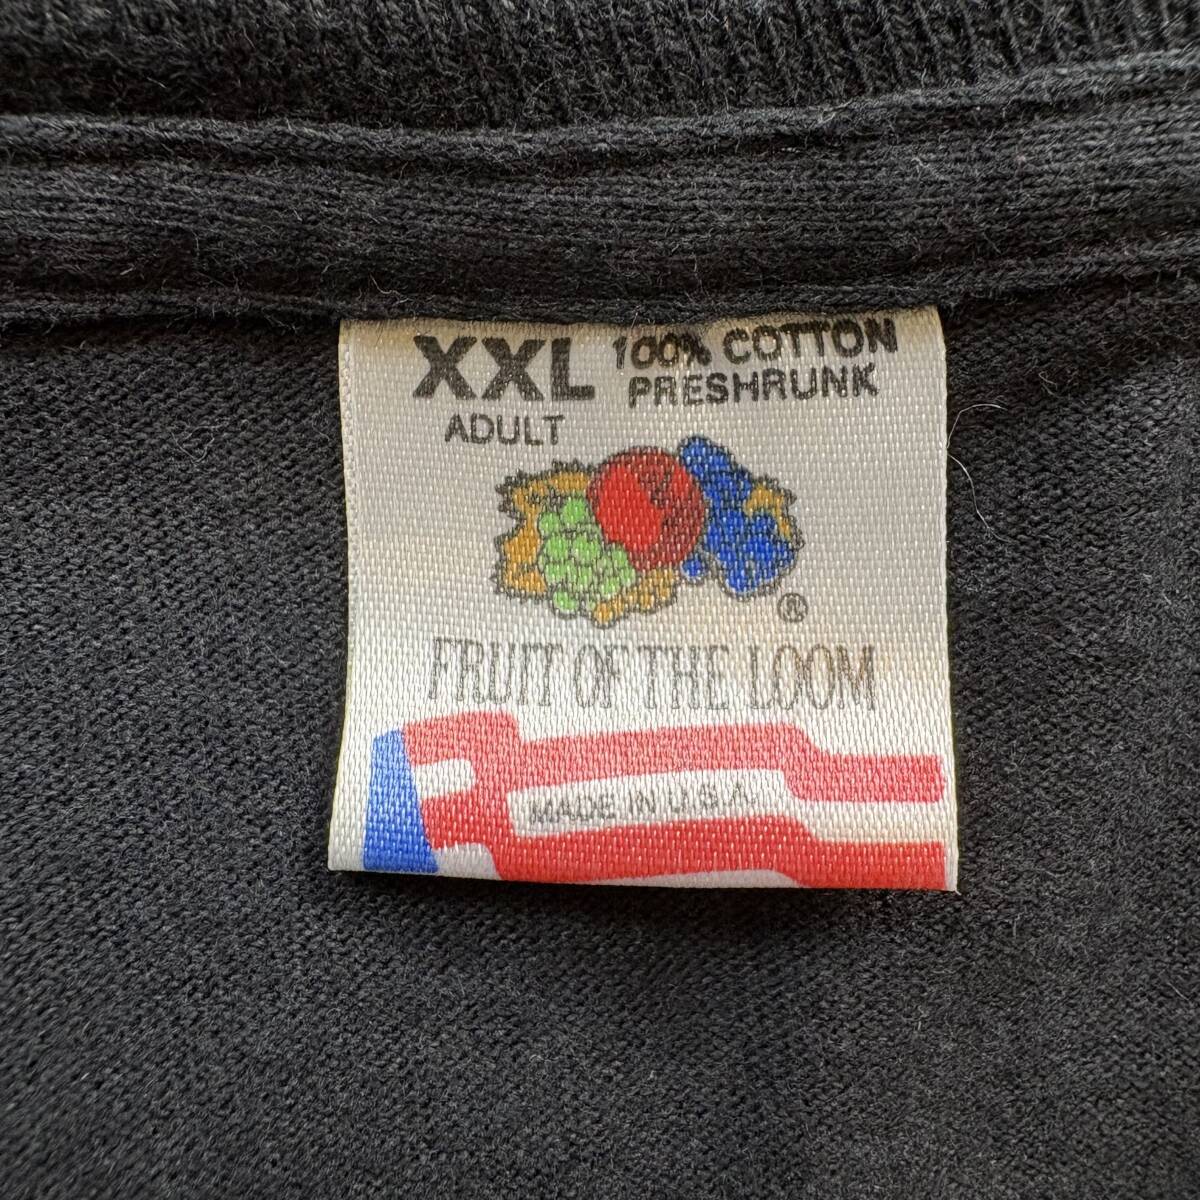 XXL 100% COTTON
ADULT PRESHRUNK
®
FRUIT OF THE LOOM
MADE IN U.S.A.